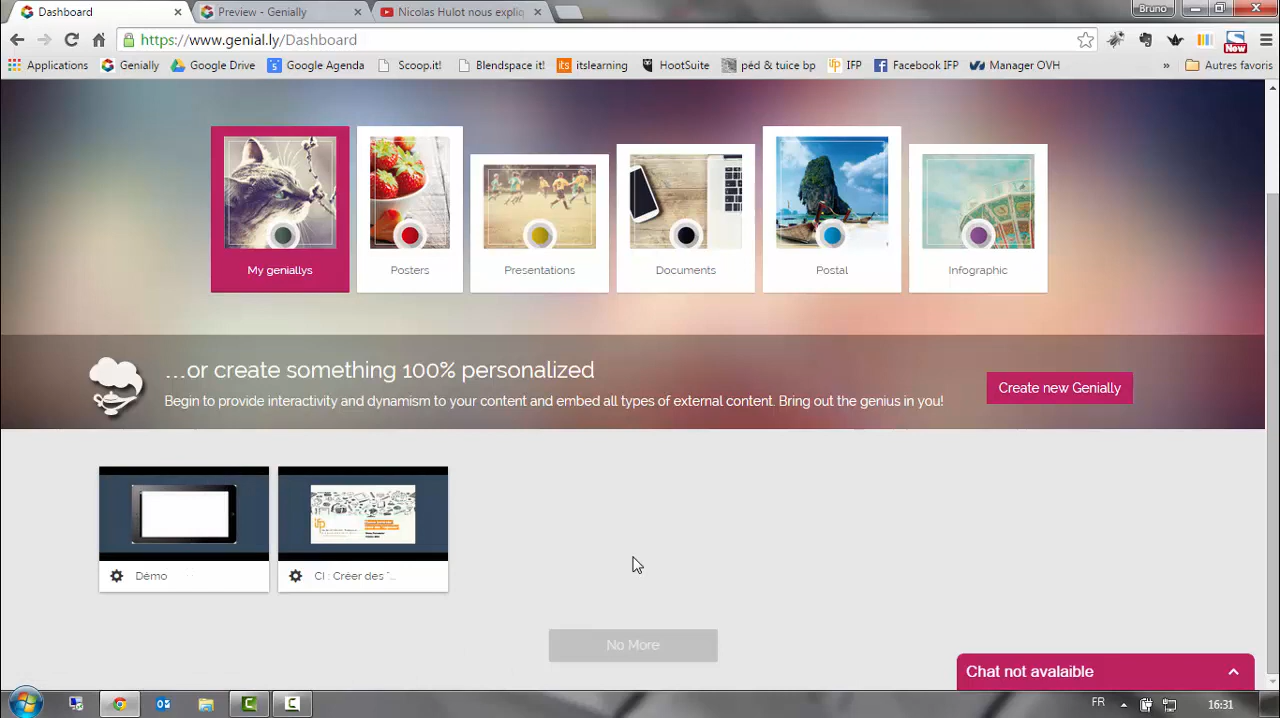 Dashboard
Preview - Genially
Nicolas Hulot nous expliq
Bruno
https://www.genial.ly/Dashboard
New
Applications
Genially
Google Drive
Google Agenda
Scoop.it!
Blendspace it!
its
itslearning
HootSuite
péd & tuice bp
ifp
IFP
Facebook IFP
Manager OVH
»
Autres favoris
My geniallys
Posters
Presentations
Documents
Postal
Infographic
...or create something 100% personalized
Begin to provide interactivity and dynamism to your content and embed all types of external content. Bring out the genius in you!
Create new Genially
ifp
Démo
CI : Créer des "...
No More
Chat not avalaible
FR
16:31